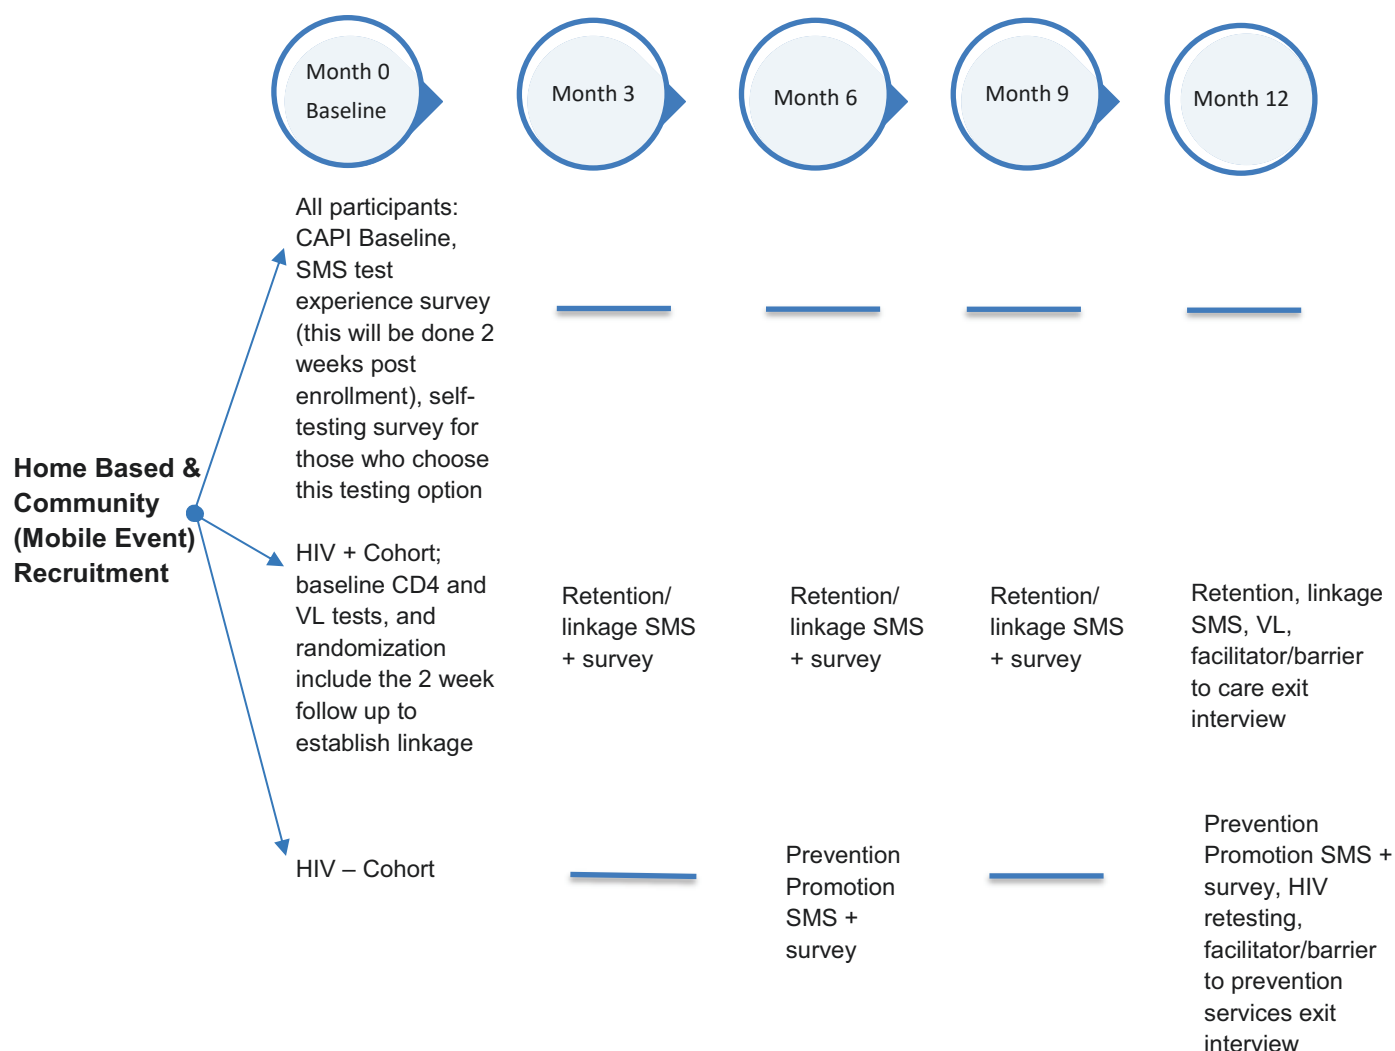 Month 0
Baseline
Month 3
Month 6
Month 9
Month 12
All participants:
CAPI Baseline,
SMS test
experience survey
(this will be done 2
weeks post
enrollment), self-
testing survey for
those who choose
this testing option
Home Based &
Community
(Mobile Event)
Recruitment
HIV + Cohort;
baseline CD4 and
VL tests, and
randomization
include the 2 week
follow up to
establish linkage
Retention/
linkage SMS
+ survey
Retention/
linkage SMS
+ survey
Retention/
linkage SMS
+ survey
Retention, linkage
SMS, VL,
facilitator/barrier
to care exit
interview
HIV – Cohort
Prevention
Promotion
SMS +
survey
Prevention
Promotion SMS +
survey, HIV
retesting,
facilitator/barrier
to prevention
services exit
interview